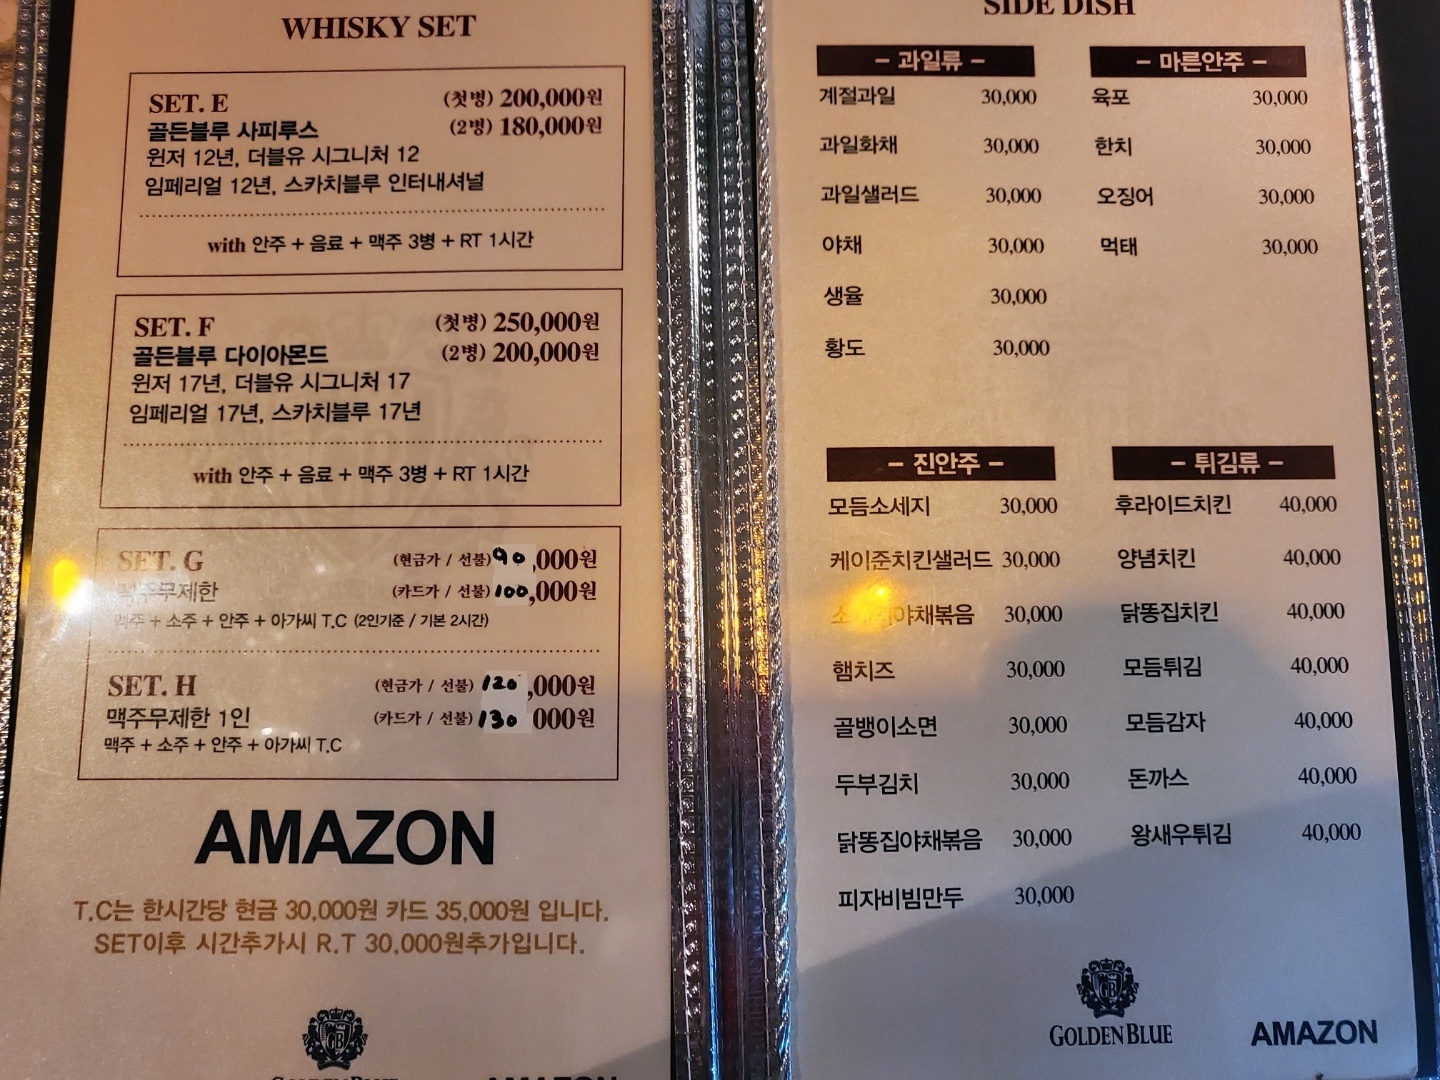 WHISKY SET
SET. E (첫병) 200,000원
골든블루 사피루스 (2병) 180,000원
윈저 12년, 더블유 시그니처 12
임페리얼 12년, 스카치블루 인터내셔널
with 안주 + 음료 + 맥주 3병 + RT 1시간
SET. F (첫병) 250,000원
골든블루 다이아몬드 (2병) 200,000원
윈저 17년, 더블유 시그니처 17
임페리얼 17년, 스카치블루 17년
with 안주 + 음료 + 맥주 3병 + RT 1시간
SET. G (현금가 / 선불) 90,000원
맥주무제한 (카드가 / 선불) 100,000원
맥주 + 소주 + 안주 + 아가씨 T.C (2인기준 / 기본 2시간)
SET. H (현금가 / 선불) 120,000원
맥주무제한 1인 (카드가 / 선불) 130 000원
맥주 + 소주 + 안주 + 아가씨 T.C
AMAZON
T.C는 한시간당 현금 30,000원 카드 35,000원 입니다.
SET이후 시간추가시 R.T 30,000원추가입니다.
GOLDEN BLUE AMAZON
SIDE DISH
- 과일류 -
계절과일 30,000
과일화채 30,000
과일샐러드 30,000
야채 30,000
생율 30,000
황도 30,000
- 마른안주 -
육포 30,000
한치 30,000
오징어 30,000
먹태 30,000
- 진안주 -
모듬소세지 30,000
케이준치킨샐러드 30,000
야채볶음 30,000
햄치즈 30,000
골뱅이소면 30,000
두부김치 30,000
닭똥집야채볶음 30,000
피자비빔만두 30,000
- 튀김류 -
후라이드치킨 40,000
양념치킨 40,000
닭똥집치킨 40,000
모듬튀김 40,000
모듬감자 40,000
돈까스 40,000
왕새우튀김 40,000
GOLDEN BLUE AMAZON